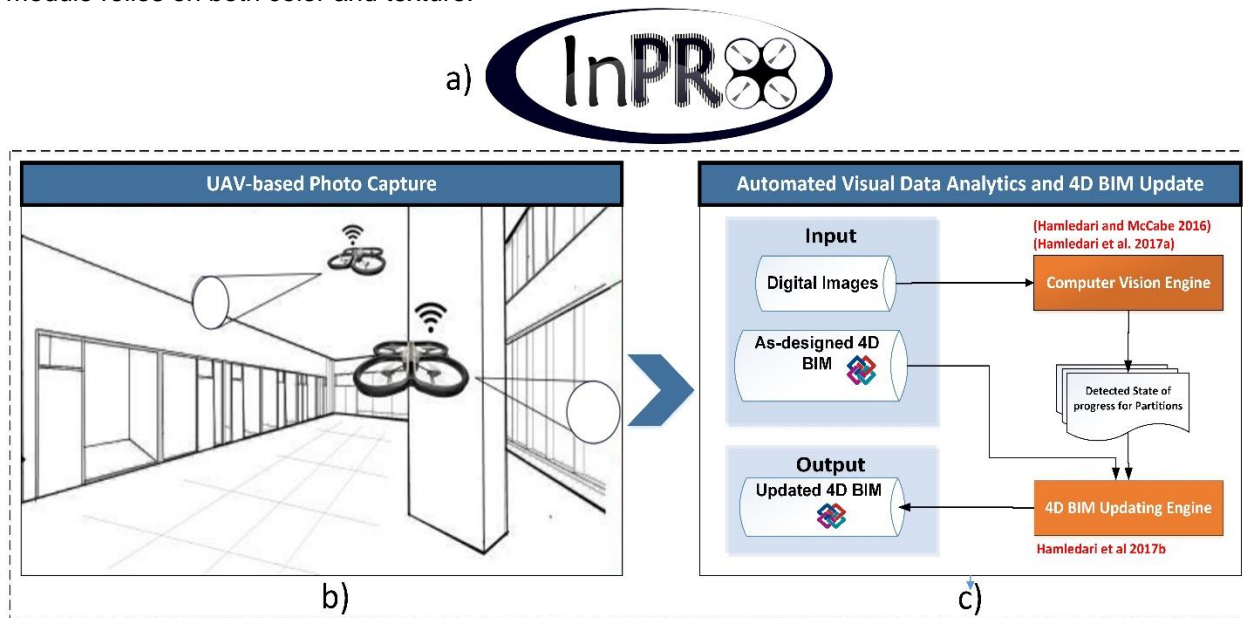 module relies on both color and texture.
a)
InPR
UAV-based Photo Capture
Automated Visual Data Analytics and 4D BIM Update
Input
Digital Images
As-designed 4D
BIM
Output
Updated 4D BIM
(Hamledari and McCabe 2016)
(Hamledari et al. 2017a)
Computer Vision Engine
Detected State of
progress for Partitions
4D BIM Updating Engine
Hamledari et al 2017b
b)
c)